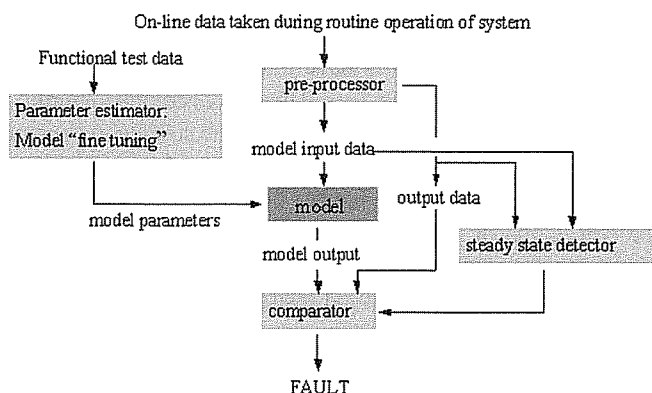 On-line data taken during routine operation of system
Functional test data
pre-processor
Parameter estimator:
Model "fine tuning"
model input data
model
output data
model parameters
steady state detector
model output
comparator
FAULT